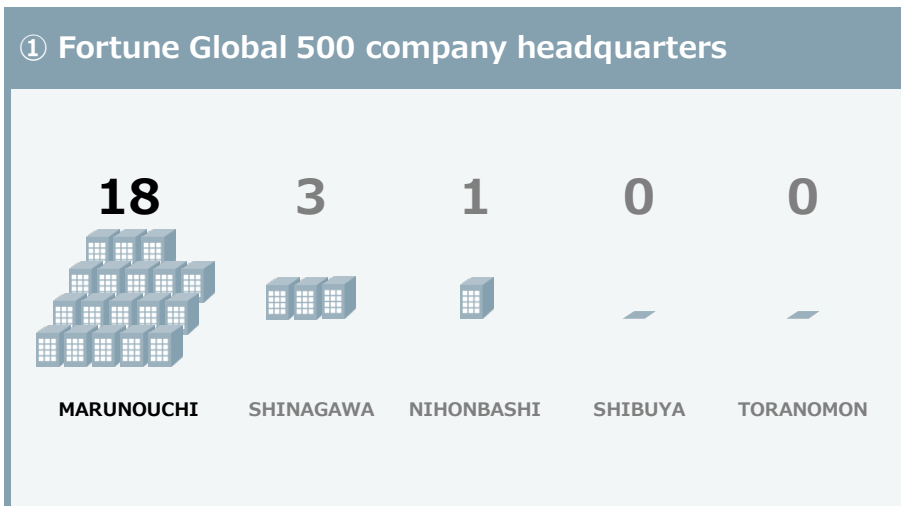 ① Fortune Global 500 company headquarters
18 3 1 0 0
MARUNOUCHI SHINAGAWA NIHONBASHI SHIBUYA TORANOMON